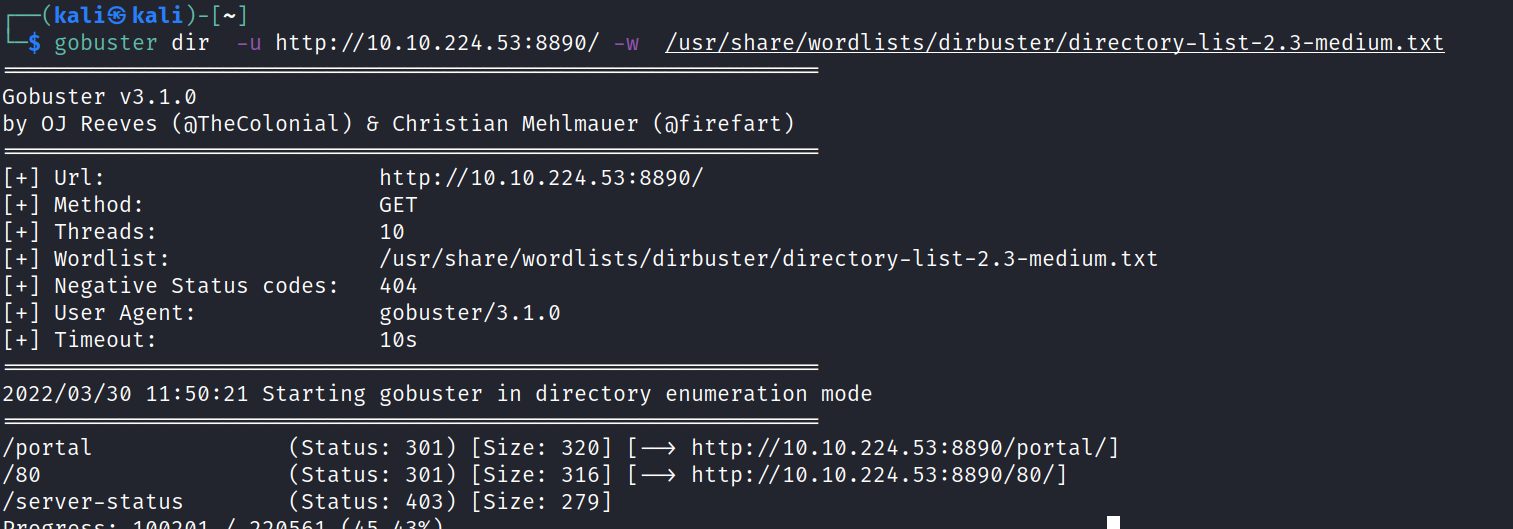 ┌──(kali㉿kali)-[~]
└─$ gobuster dir  -u http://10.10.224.53:8890/ -w  /usr/share/wordlists/dirbuster/directory-list-2.3-medium.txt
===============================================================
Gobuster v3.1.0
by OJ Reeves (@TheColonial) & Christian Mehlmauer (@firefart)
===============================================================
[+] Url:                     http://10.10.224.53:8890/
[+] Method:                  GET
[+] Threads:                 10
[+] Wordlist:                /usr/share/wordlists/dirbuster/directory-list-2.3-medium.txt
[+] Negative Status codes:   404
[+] User Agent:              gobuster/3.1.0
[+] Timeout:                 10s
===============================================================
2022/03/30 11:50:21 Starting gobuster in directory enumeration mode
===============================================================
/portal               (Status: 301) [Size: 320] [--> http://10.10.224.53:8890/portal/]
/80                   (Status: 301) [Size: 316] [--> http://10.10.224.53:8890/80/]
/server-status        (Status: 403) [Size: 279]
Progress: 100201 / 220561 (45.43%)